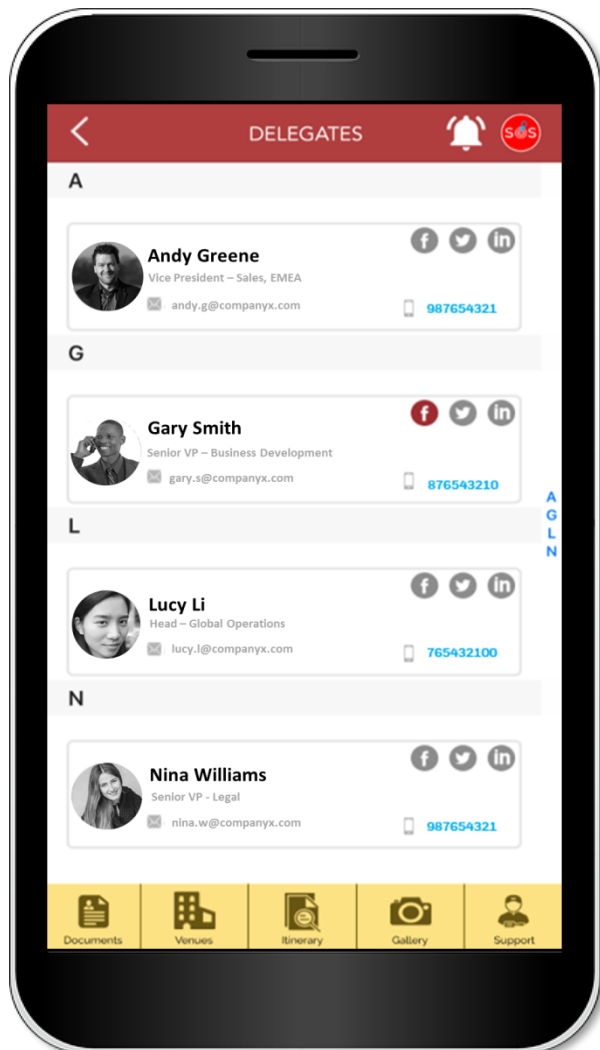 DELEGATES
SOS
A
Andy Greene
Vice President – Sales, EMEA
andy.g@companyx.com
987654321
G
Gary Smith
Senior VP – Business Development
gary.s@companyx.com
876543210
A
G
L
N
L
Lucy Li
Head – Global Operations
lucy.l@companyx.com
765432100
N
Nina Williams
Senior VP - Legal
nina.w@companyx.com
987654321
Documents
Venues
Itinerary
Gallery
Support